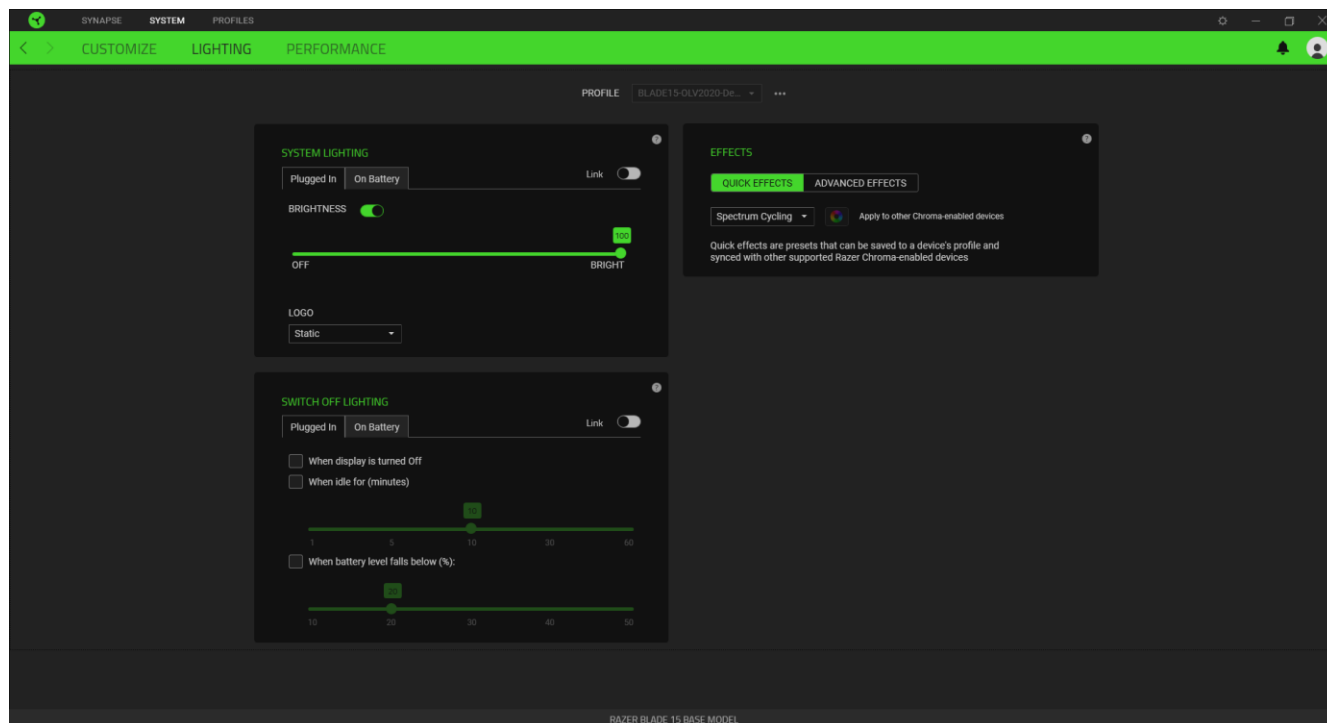 SYNAPSE SYSTEM PROFILES
CUSTOMIZE LIGHTING PERFORMANCE
PROFILE BLADE15-OLV2020-De...
SYSTEM LIGHTING
Plugged In On Battery Link
BRIGHTNESS
100
OFF BRIGHT
LOGO
Static
EFFECTS
QUICK EFFECTS ADVANCED EFFECTS
Spectrum Cycling Apply to other Chroma-enabled devices
Quick effects are presets that can be saved to a device's profile and
synced with other supported Razer Chroma-enabled devices
SWITCH OFF LIGHTING
Plugged In On Battery Link
When display is turned Off
When idle for (minutes)
10
1 5 10 30 60
When battery level falls below (%):
20
10 20 30 40 50
RAZER BLADE 15 BASE MODEL